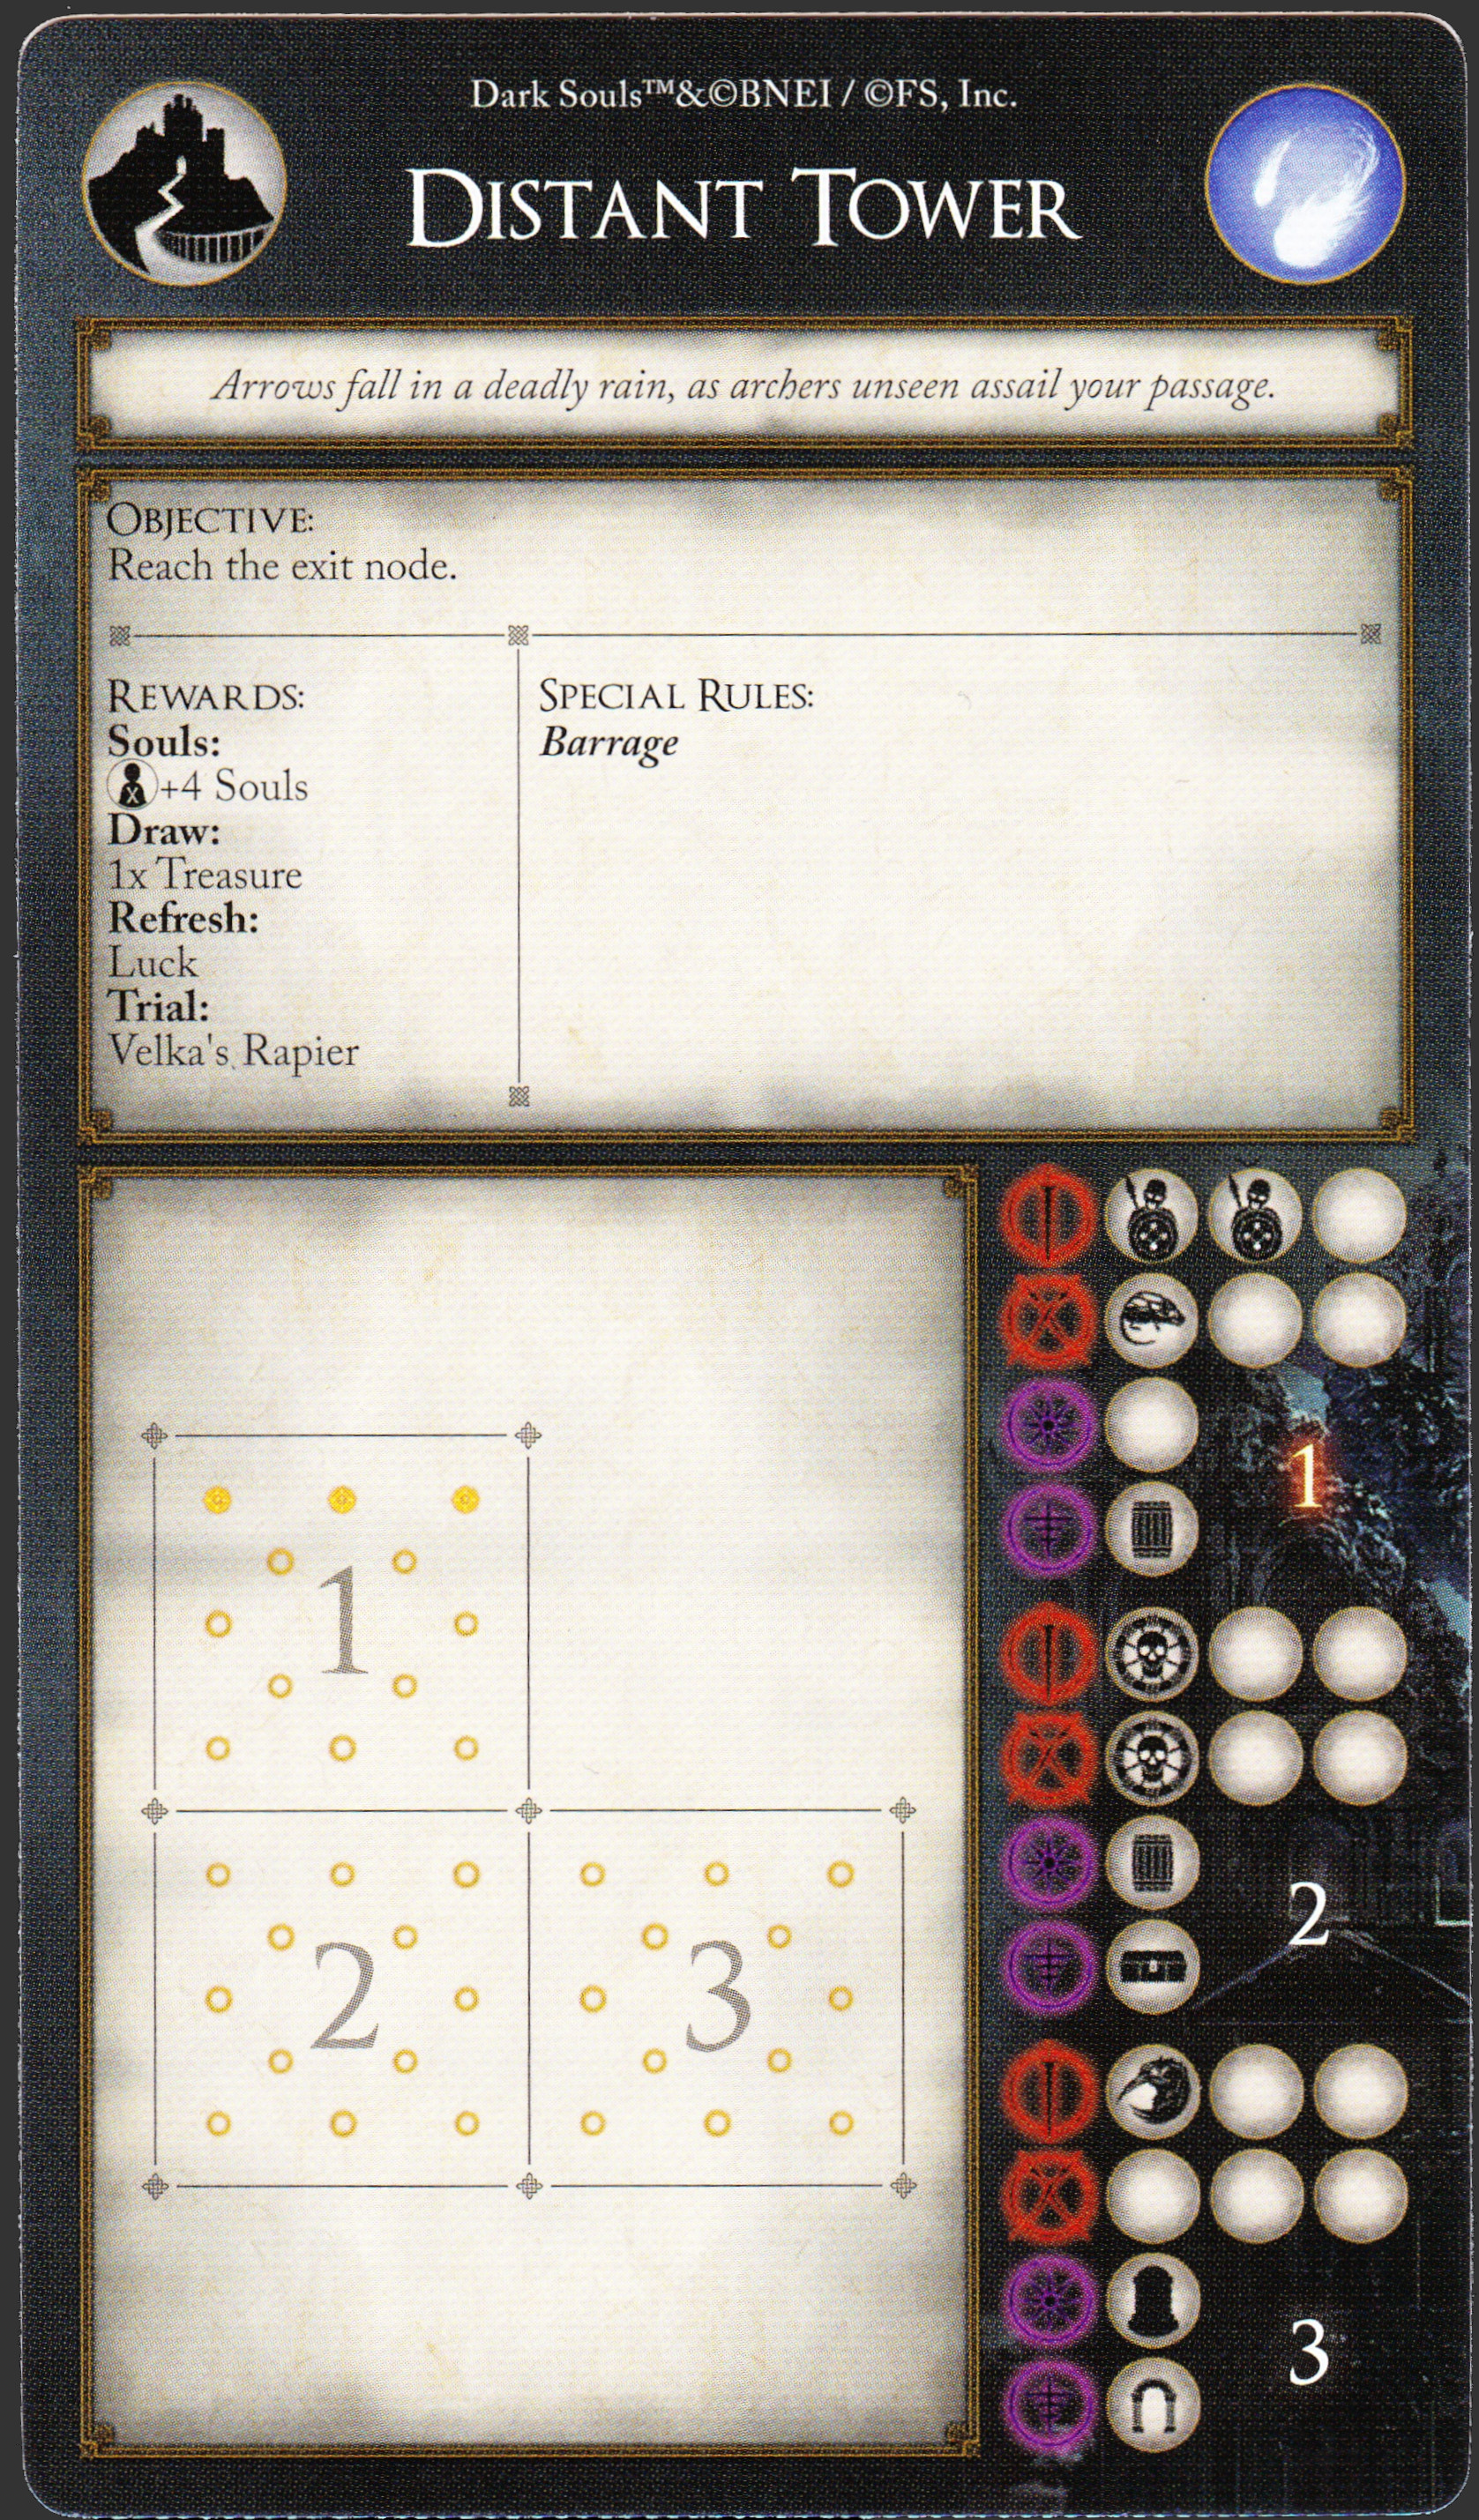 Dark Souls™&©BNEI / ©FS, Inc.
DISTANT TOWER
Arrows fall in a deadly rain, as archers unseen assail your passage.
OBJECTIVE:
Reach the exit node.
REWARDS:
Souls:
+4 Souls
Draw:
1x Treasure
Refresh:
Luck
Trial:
Velka's Rapier
SPECIAL RULES:
Barrage
1
2
3
1
2
3